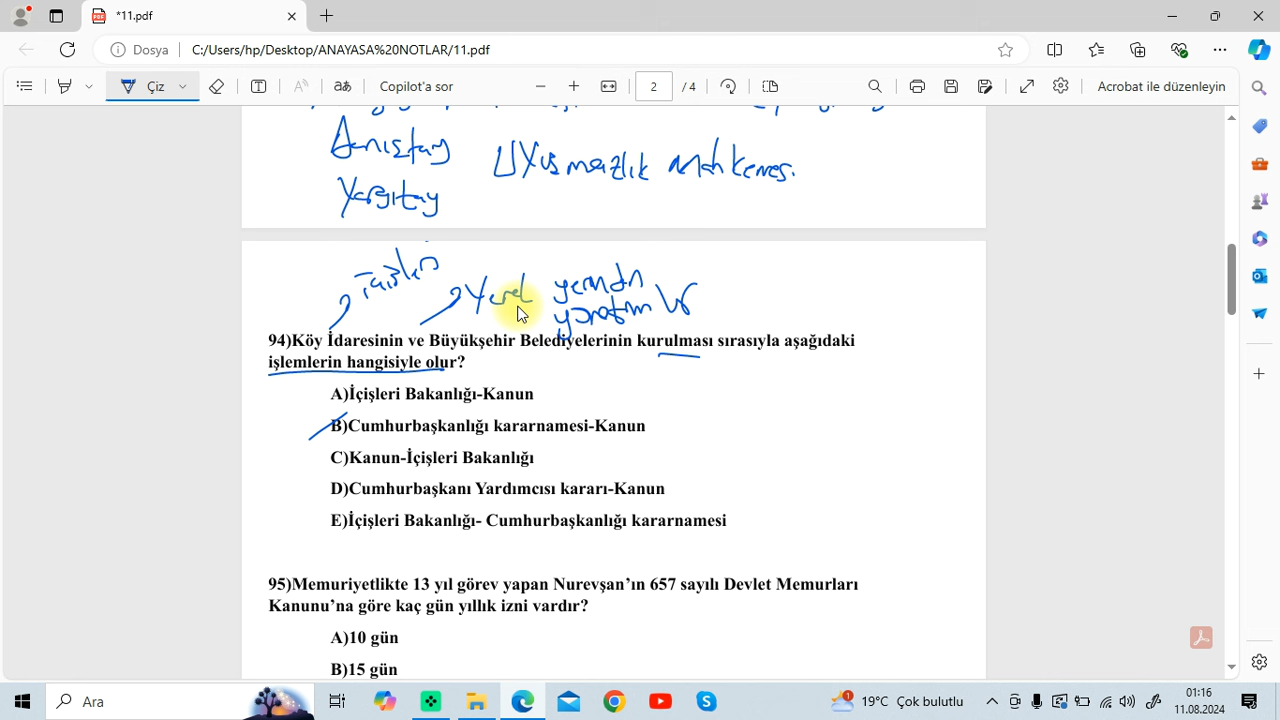 *11.pdf
Dosya C:/Users/hp/Desktop/ANAYASA%20NOTLAR/11.pdf
Çiz
aあ
Copilot'a sor
2 / 4
Acrobat ile düzenleyin
Danıştay Uyuşmazlık Mahkemesi
Yargıtay
İçişleri
Yerel yerinden
yönetim
94)Köy İdaresinin ve Büyükşehir Belediyelerinin kurulması sırasıyla aşağıdaki
işlemlerin hangisiyle olur?
A)İçişleri Bakanlığı-Kanun
B)Cumhurbaşkanlığı kararnamesi-Kanun
C)Kanun-İçişleri Bakanlığı
D)Cumhurbaşkanı Yardımcısı kararı-Kanun
E)İçişleri Bakanlığı- Cumhurbaşkanlığı kararnamesi
95)Memuriyetlikte 13 yıl görev yapan Nurevşan’ın 657 sayılı Devlet Memurları
Kanunu’na göre kaç gün yıllık izni vardır?
A)10 gün
B)15 gün
Ara
19°C Çok bulutlu
01:16
11.08.2024